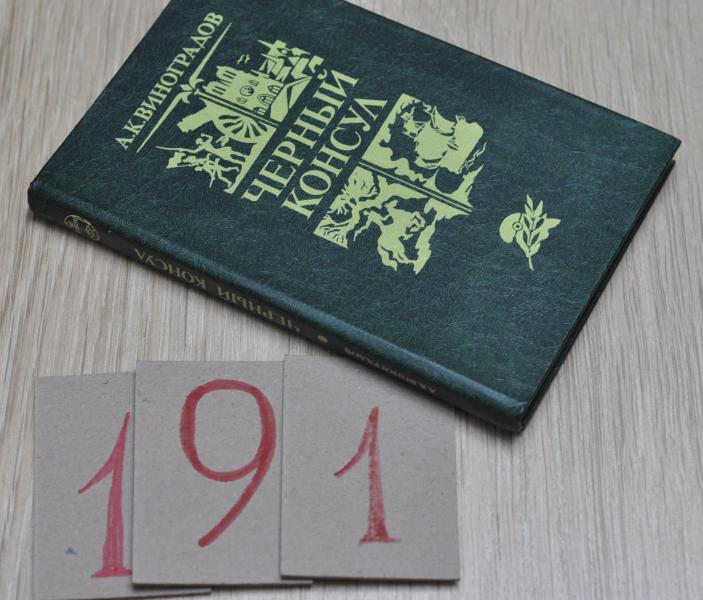 А.К.ВИНОГРАДОВ
ЧЕРНЫЙ
КОНСУЛ
А.К.ВИНОГРАДОВ • ЧЕРНЫЙ КОНСУЛ
191